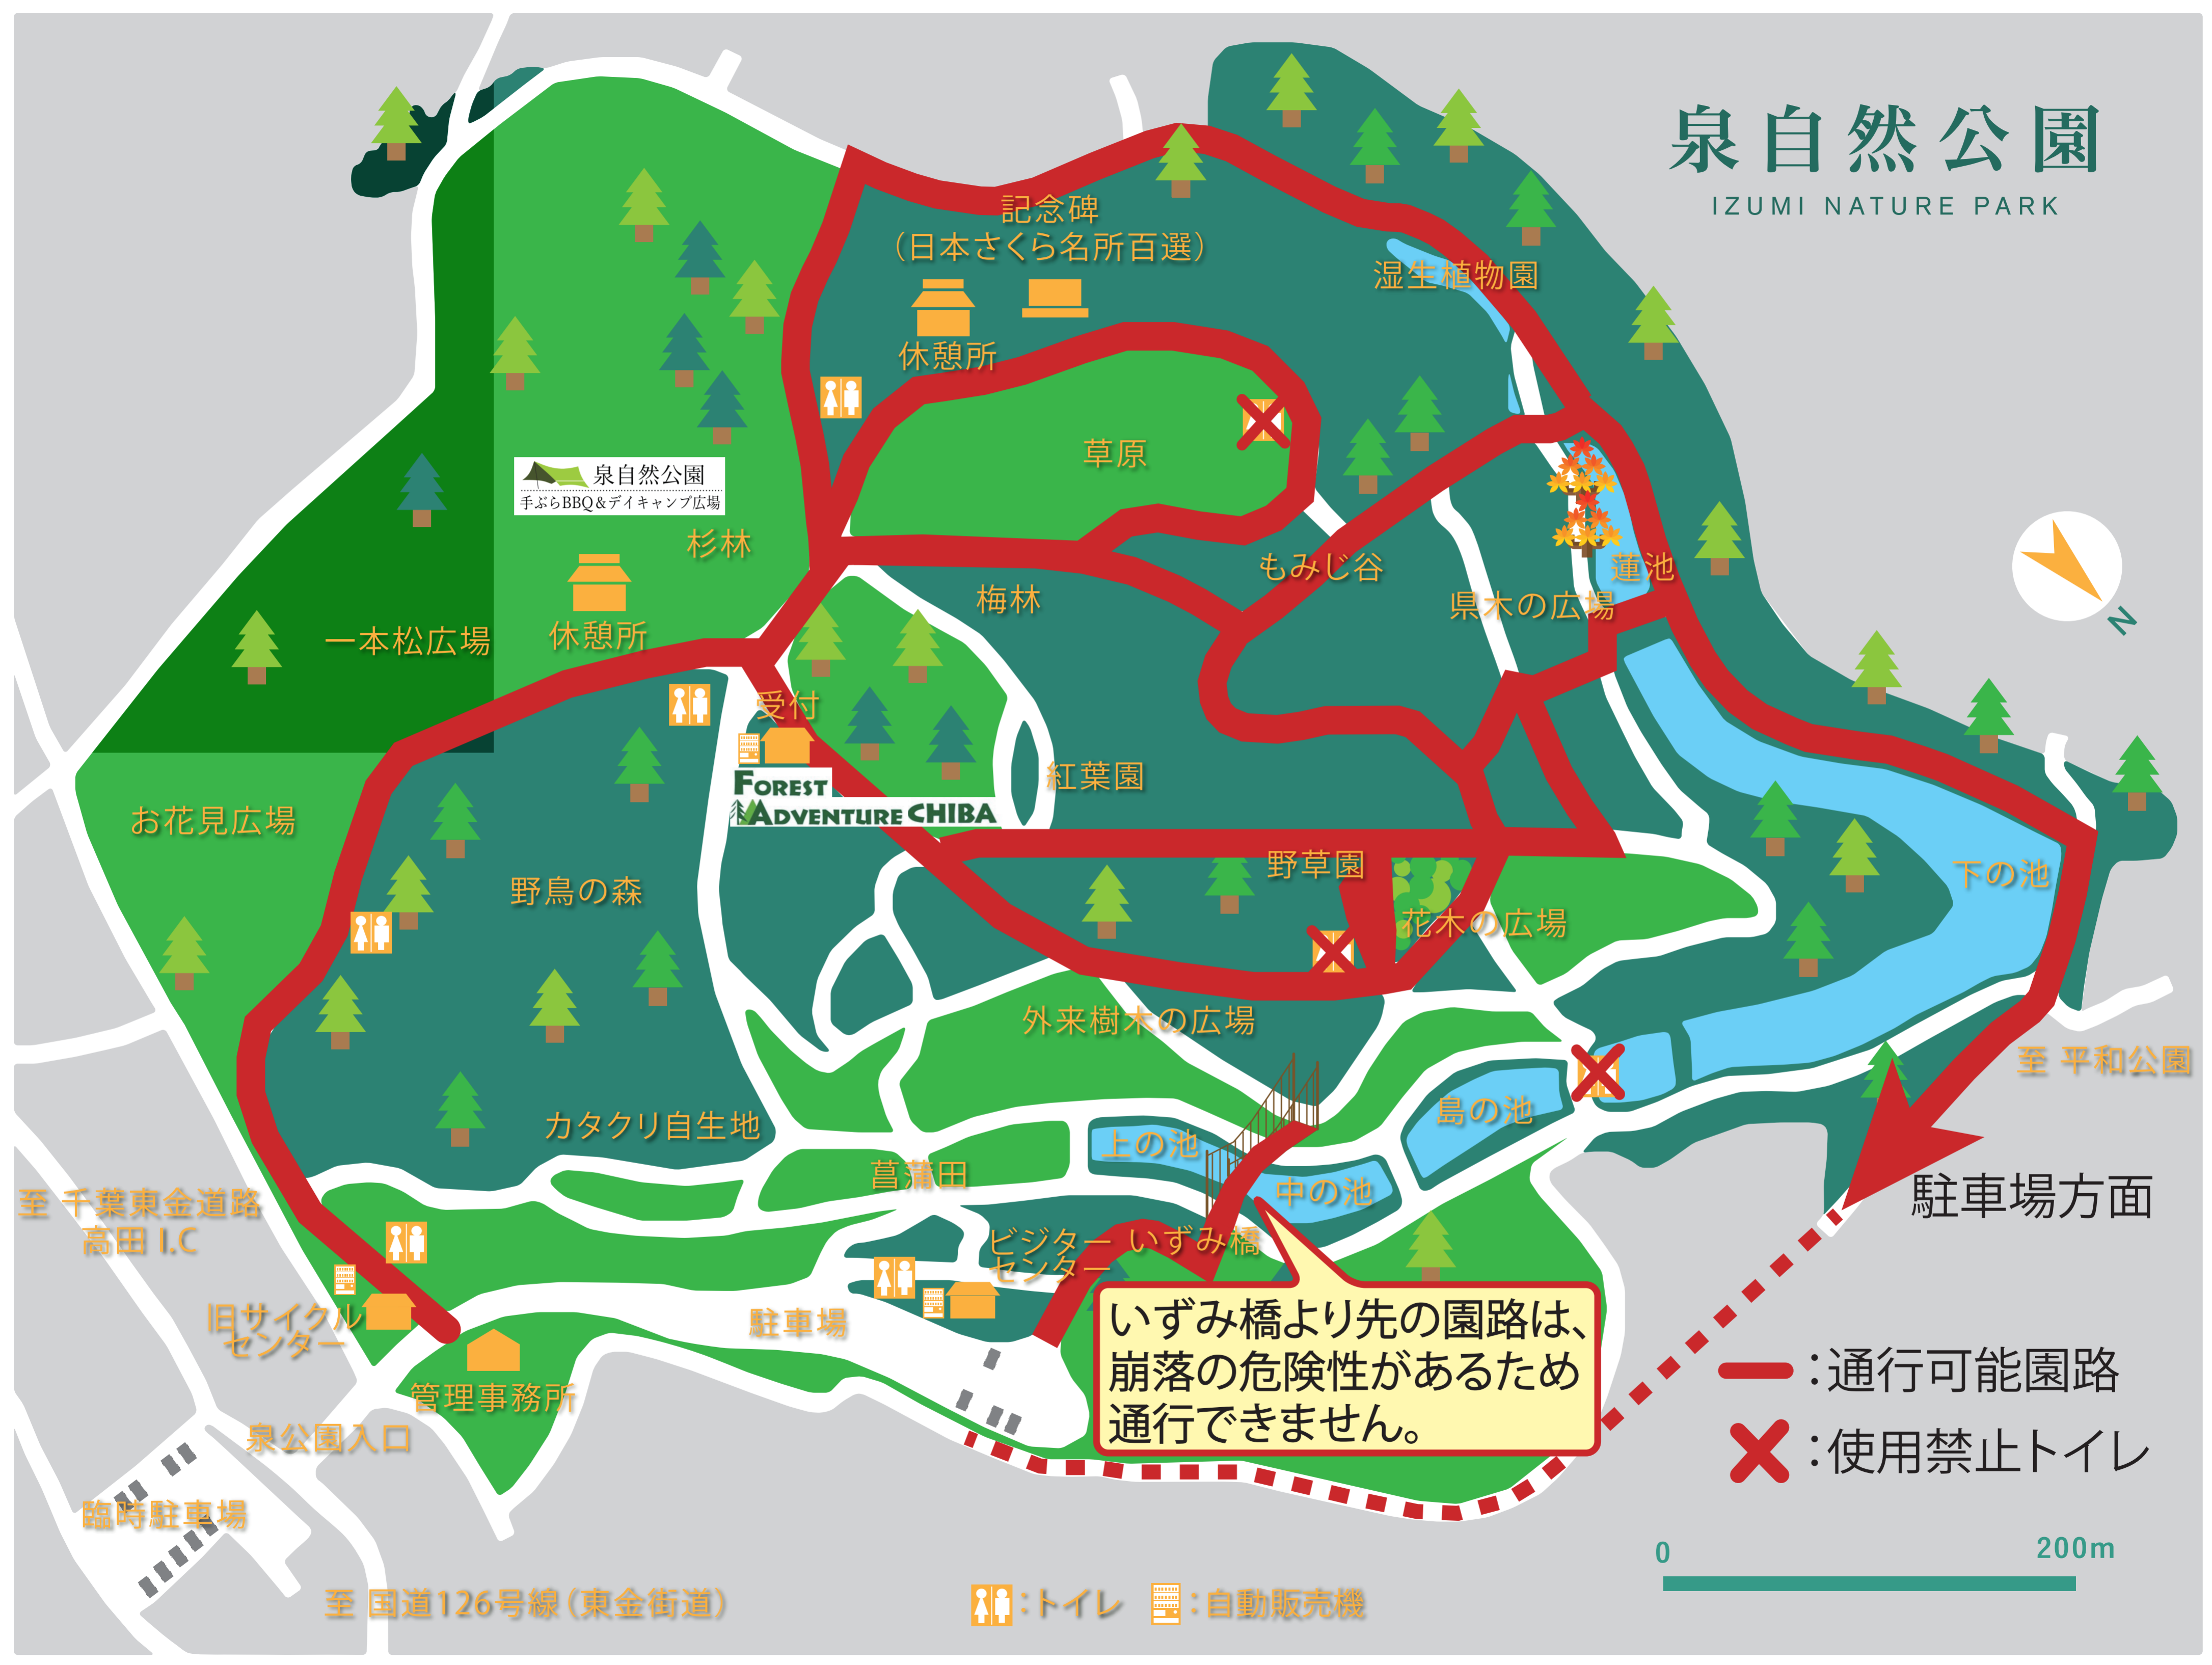 泉自然公園
IZUMI NATURE PARK
記念碑
（日本さくら名所百選）
湿生植物園
休憩所
草原
泉自然公園
手ぶらBBQ＆デイキャンプ広場
杉林
もみじ谷
蓮池
梅林
県木の広場
N
一本松広場
休憩所
受付
紅葉園
FOREST
ADVENTURE CHIBA
お花見広場
野草園
下の池
野鳥の森
花木の広場
外来樹木の広場
至 平和公園
カタクリ自生地
島の池
上の池
菖蒲田
中の池
駐車場方面
至 千葉東金道路
高田 I.C
ビジター
センター
いずみ橋
旧サイクル
センター
駐車場
いずみ橋より先の園路は、
崩落の危険性があるため
通行できません。
：通行可能園路
管理事務所
泉公園入口
：使用禁止トイレ
臨時駐車場
0
200m
至 国道126号線（東金街道）
：トイレ
：自動販売機